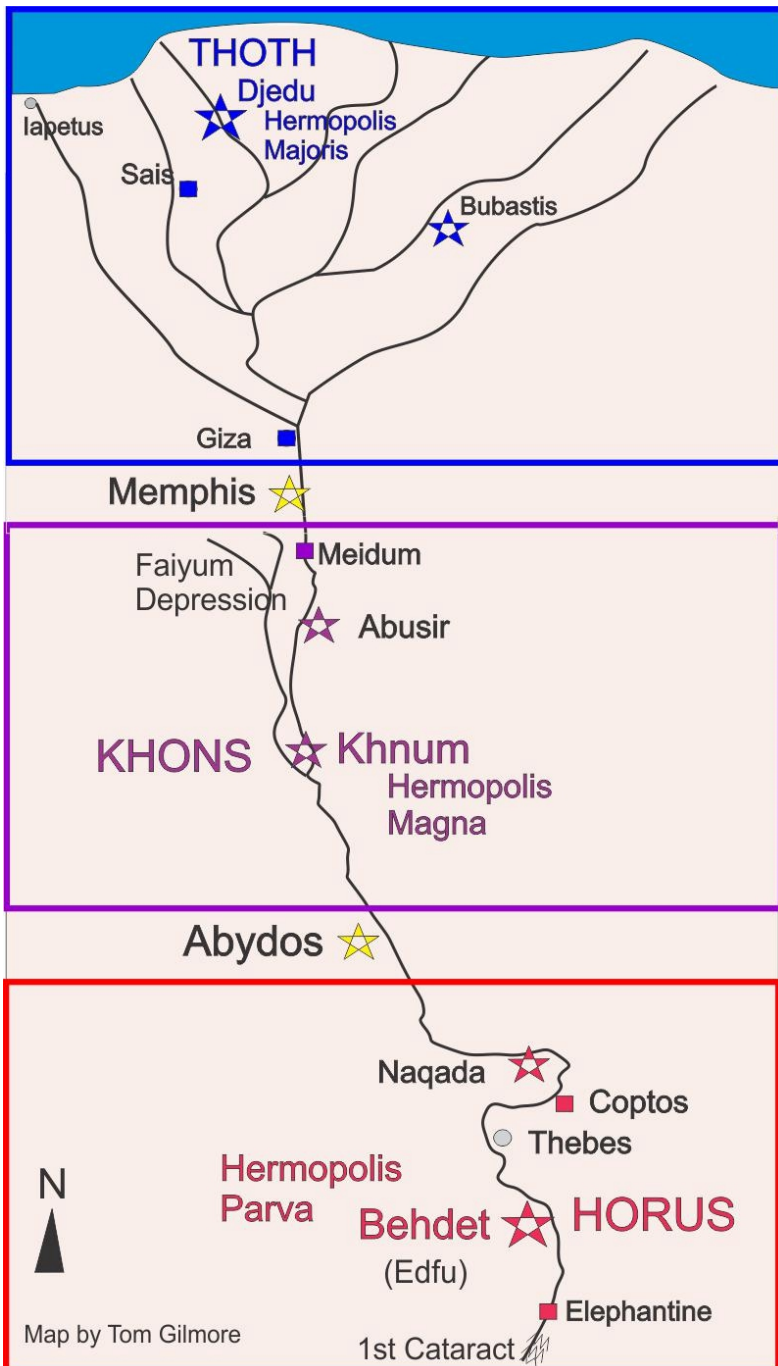 THOTH
Djedu
Hermopolis
Majoris
Iapetus
Sais
Bubastis
Giza
Memphis
Meidum
Faiyum
Depression
Abusir
KHONS
Khnum
Hermopolis
Magna
Abydos
Naqada
Coptos
Thebes
Hermopolis
Parva
Behdet
HORUS
(Edfu)
N
Elephantine
Map by Tom Gilmore
1st Cataract